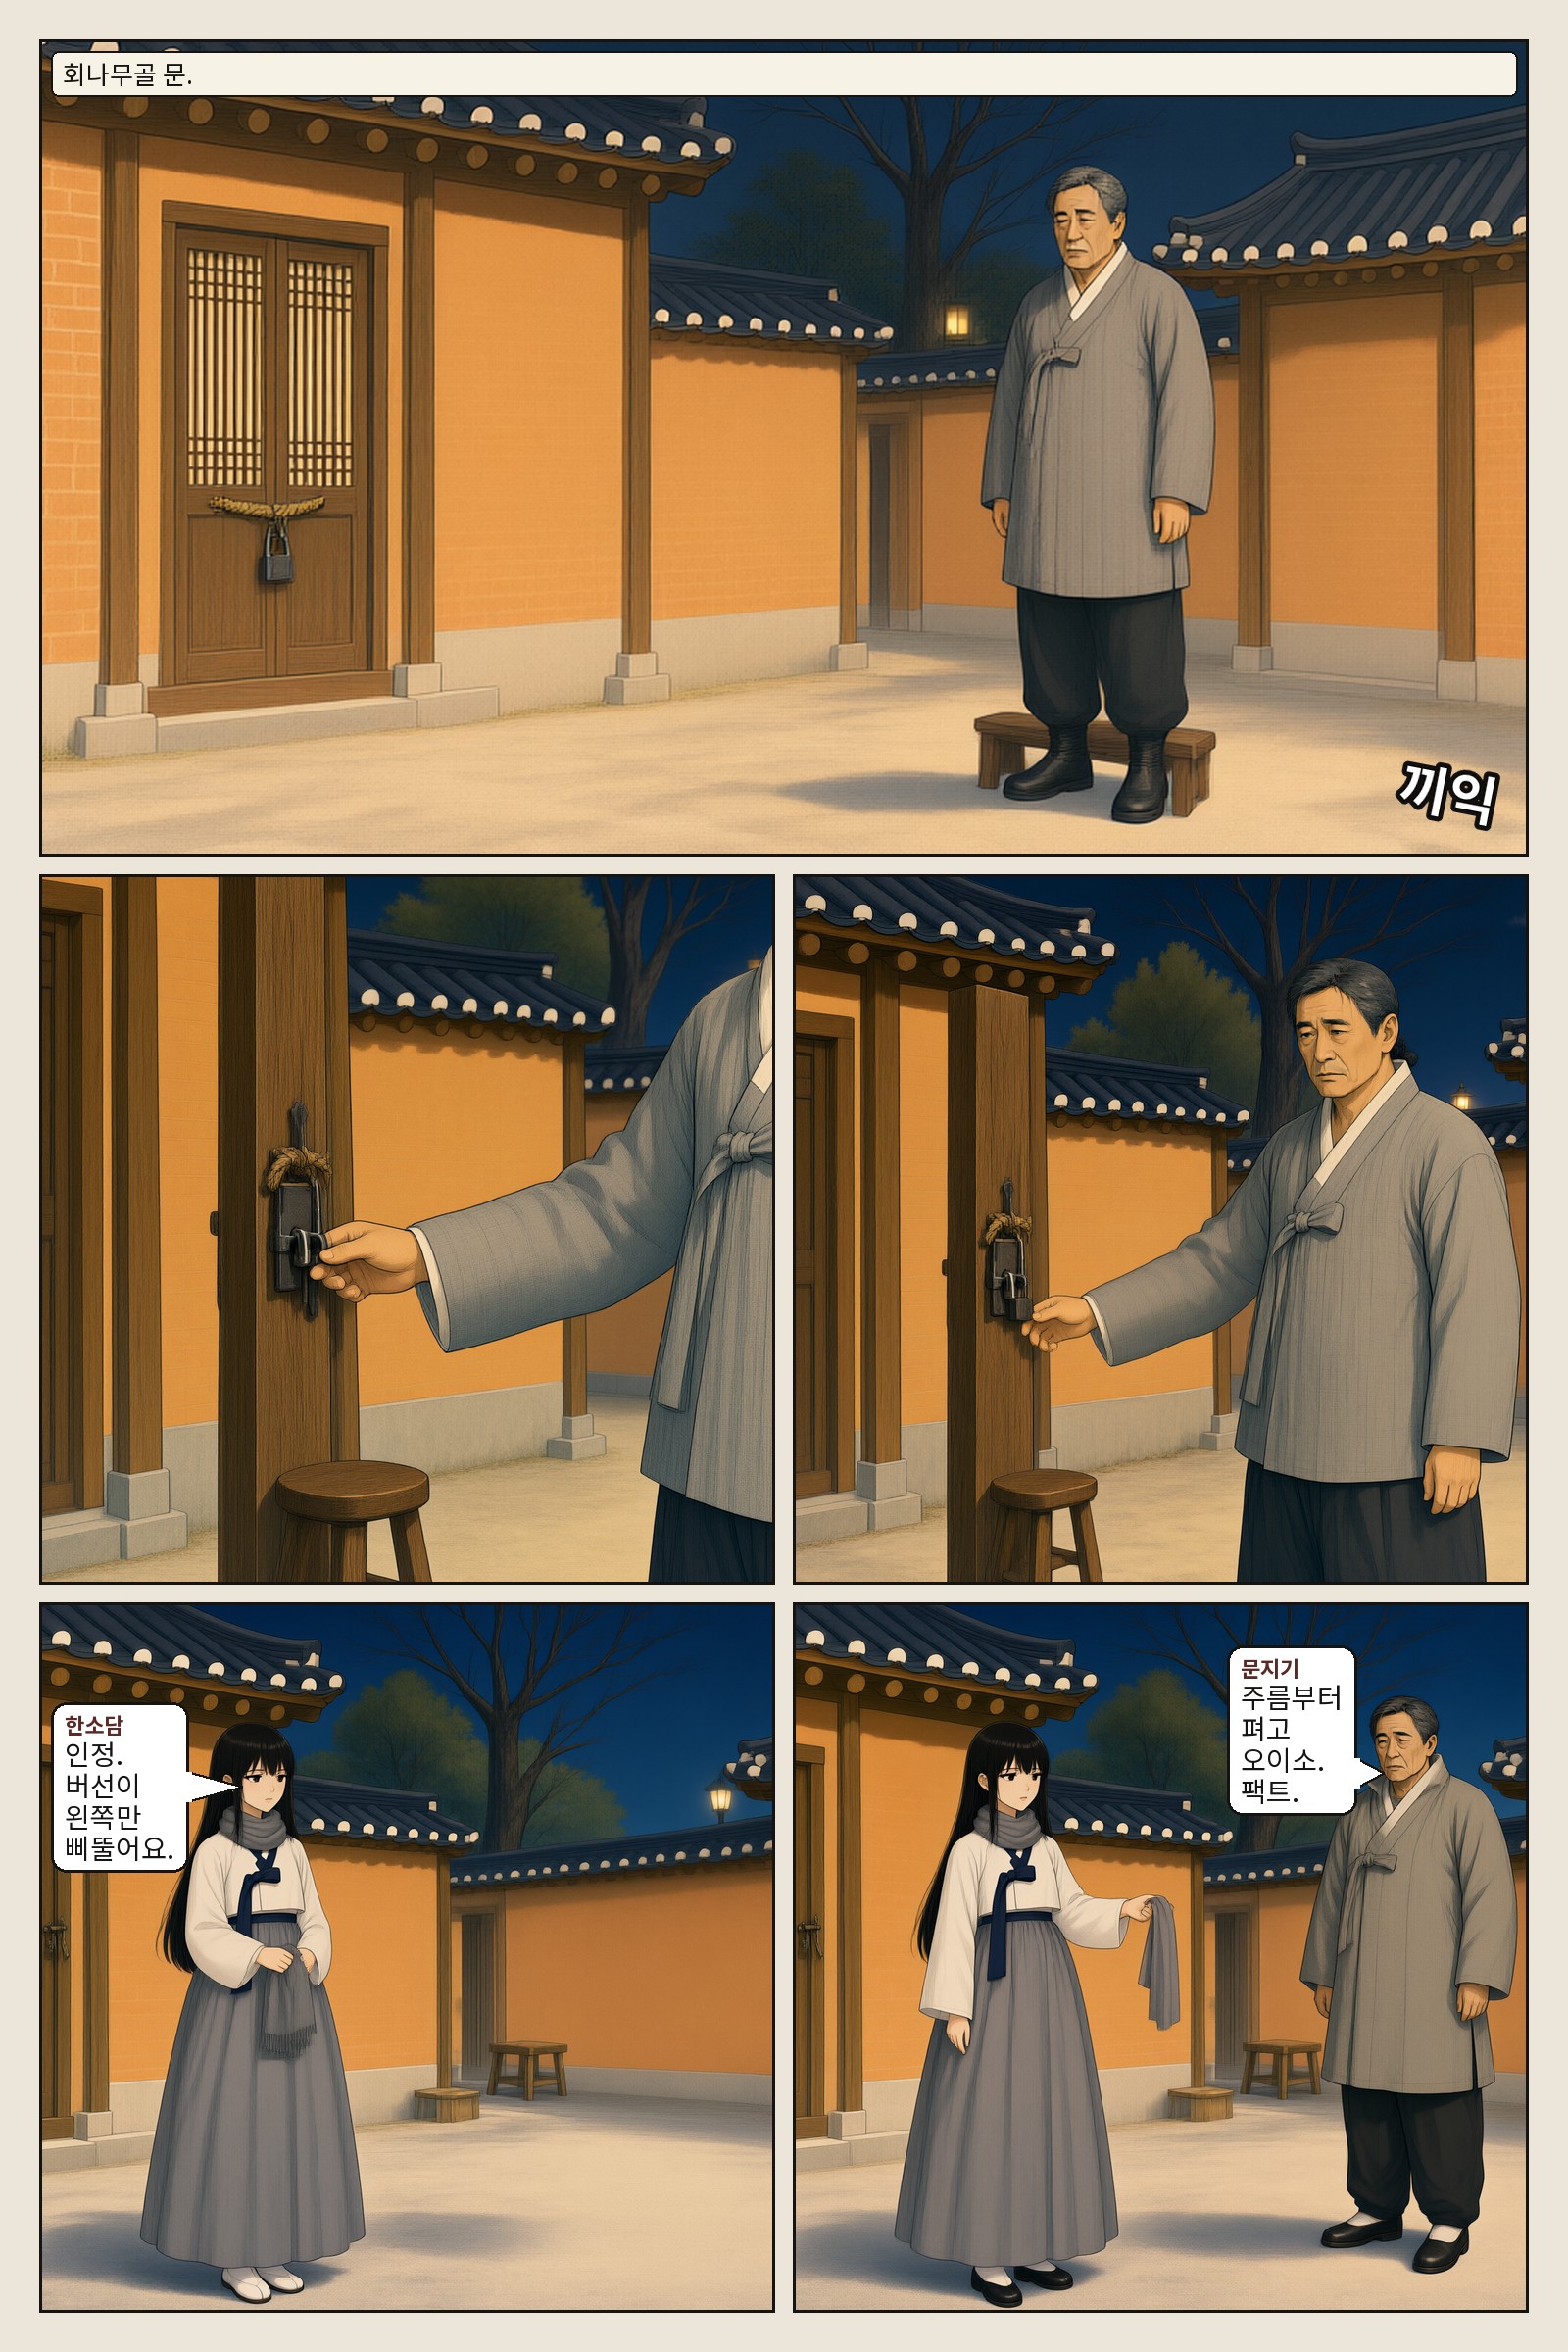 회나무골 문.
끼익
한소담
인정.
버선이
왼쪽만
삐뚤어요.
문지기
주름부터
펴고
오이소.
팩트.